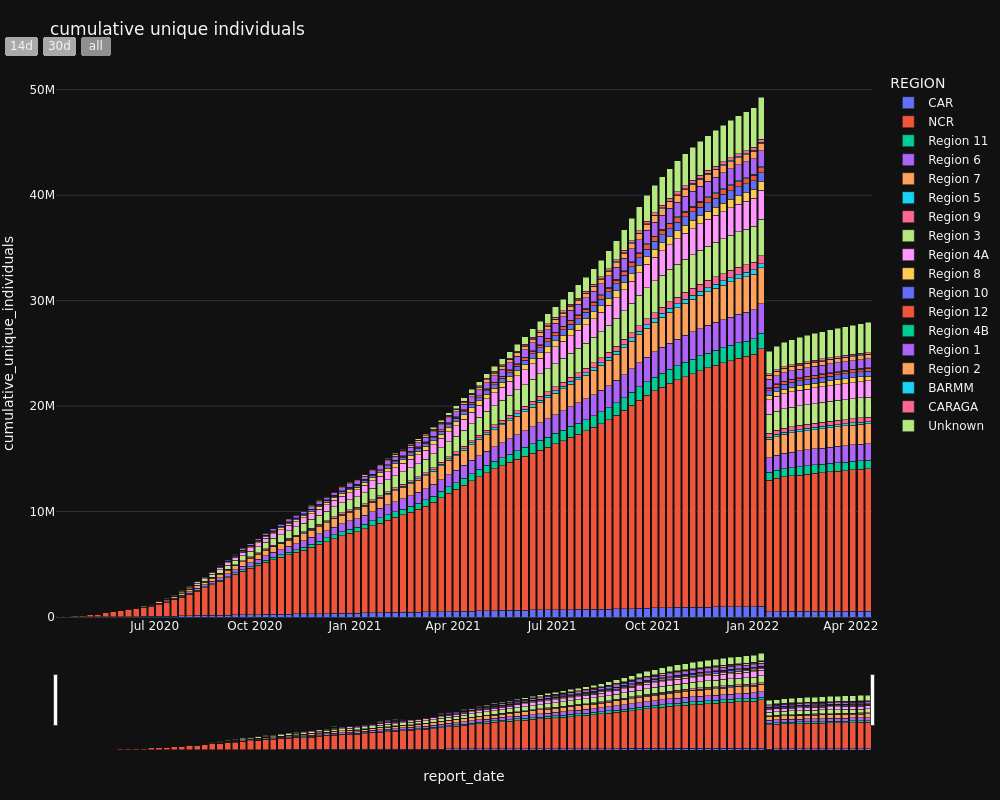 cumulative unique individuals
14d 30d all
cumulative_unique_individuals
50M
40M
30M
20M
10M
0
Jul 2020 Oct 2020 Jan 2021 Apr 2021 Jul 2021 Oct 2021 Jan 2022 Apr 2022
report_date
REGION
CAR
NCR
Region 11
Region 6
Region 7
Region 5
Region 9
Region 3
Region 4A
Region 8
Region 10
Region 12
Region 4B
Region 1
Region 2
BARMM
CARAGA
Unknown